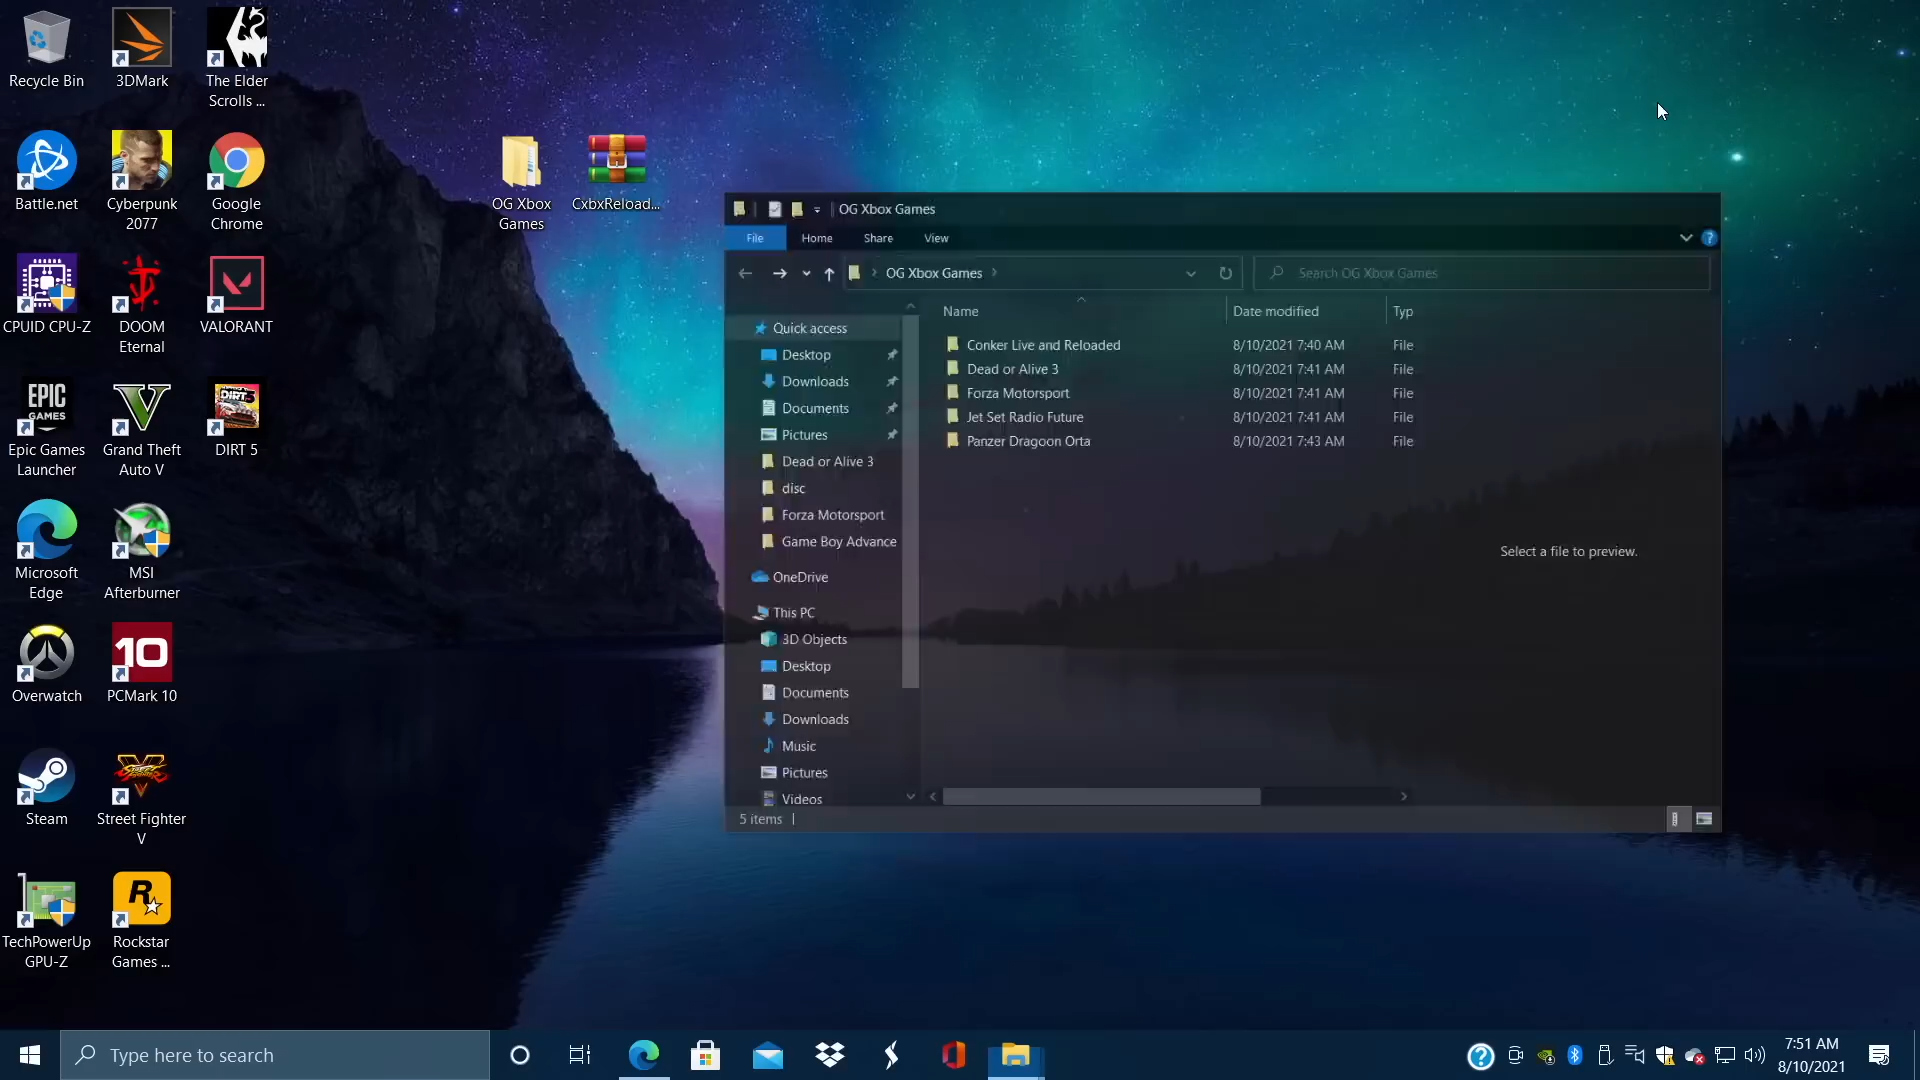 Recycle Bin
3DMark
The Elder
Scrolls ...
Battle.net
Cyberpunk
2077
Google
Chrome
CPUID CPU-Z
DOOM
Eternal
VALORANT
EPIC
GAMES
Epic Games
Launcher
Grand Theft
Auto V
DIRT 5
DIRT 5
Microsoft
Edge
MSI
Afterburner
Overwatch
10
PCMark 10
Steam
Street Fighter
V
TechPowerUp
GPU-Z
R
Rockstar
Games ...
OG Xbox
Games
CxbxReload...
OG Xbox Games
File
Home
Share
View
?
OG Xbox Games
Search OG Xbox Games
Quick access
Desktop
Downloads
Documents
Pictures
Dead or Alive 3
disc
Forza Motorsport
Game Boy Advance
OneDrive
This PC
3D Objects
Desktop
Documents
Downloads
Music
Pictures
Videos
Name Date modified Typ
Conker Live and Reloaded 8/10/2021 7:40 AM File
Dead or Alive 3 8/10/2021 7:41 AM File
Forza Motorsport 8/10/2021 7:41 AM File
Jet Set Radio Future 8/10/2021 7:41 AM File
Panzer Dragoon Orta 8/10/2021 7:43 AM File
Select a file to preview.
5 items
Type here to search
?
7:51 AM
8/10/2021